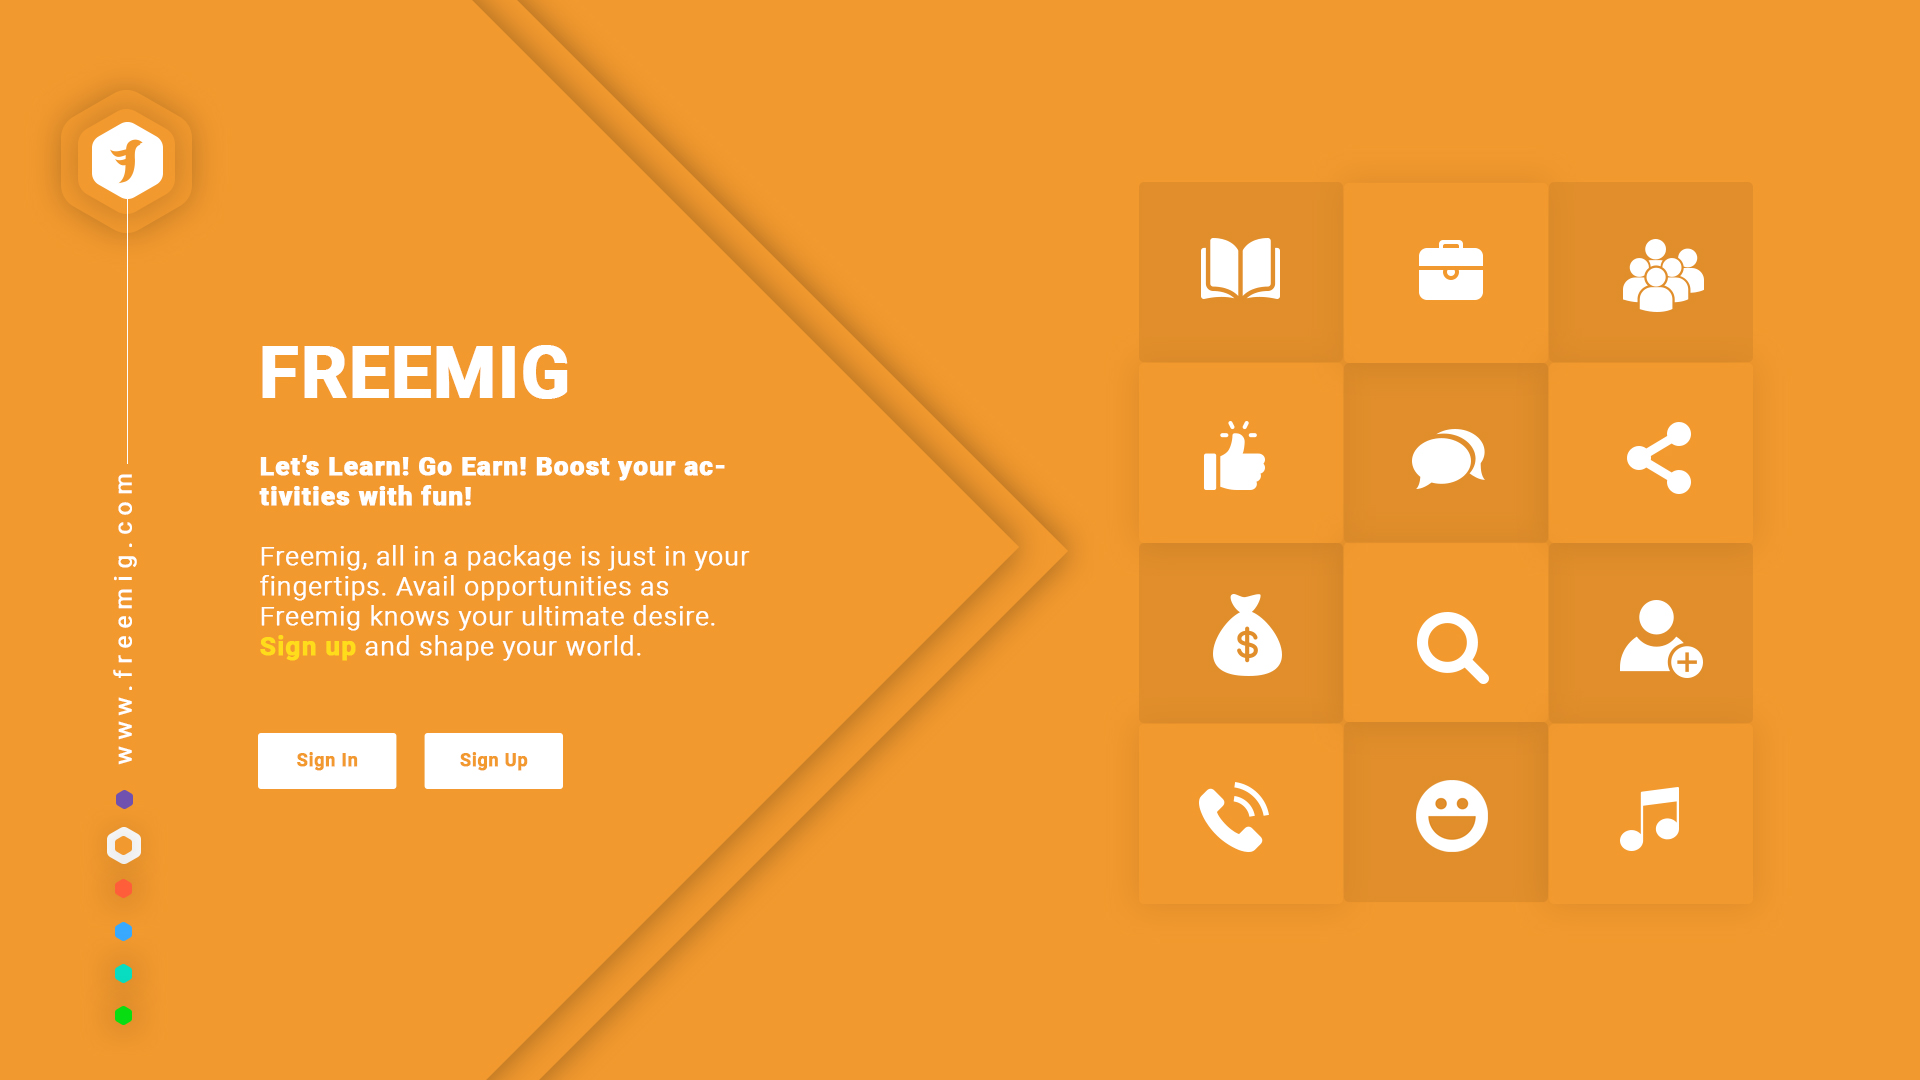 www.freemig.com
FREEMIG
Let’s Learn! Go Earn! Boost your ac-
tivities with fun!
Freemig, all in a package is just in your
fingertips. Avail opportunities as
Freemig knows your ultimate desire.
Sign up and shape your world.
Sign In
Sign Up
$